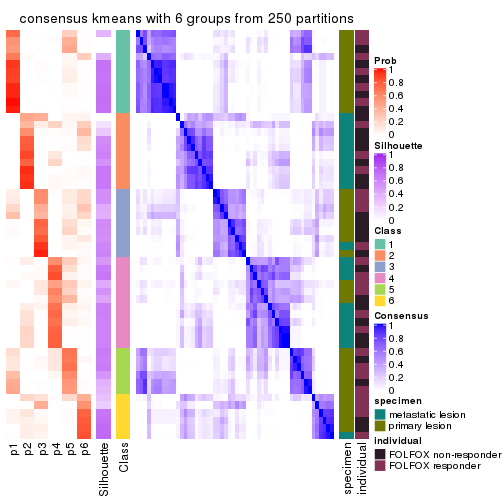 consensus kmeans with 6 groups from 250 partitions
Prob
1
0.8
0.6
0.4
0.2
0
Silhouette
1
0.8
0.6
0.4
0.2
0
Class
1
2
3
4
5
6
Consensus
1
0.8
0.6
0.4
0.2
0
specimen
metastatic lesion
primary lesion
individual
FOLFOX non-responder
FOLFOX responder
p1
p2
p3
p4
p5
p6
Silhouette
Class
specimen
individual